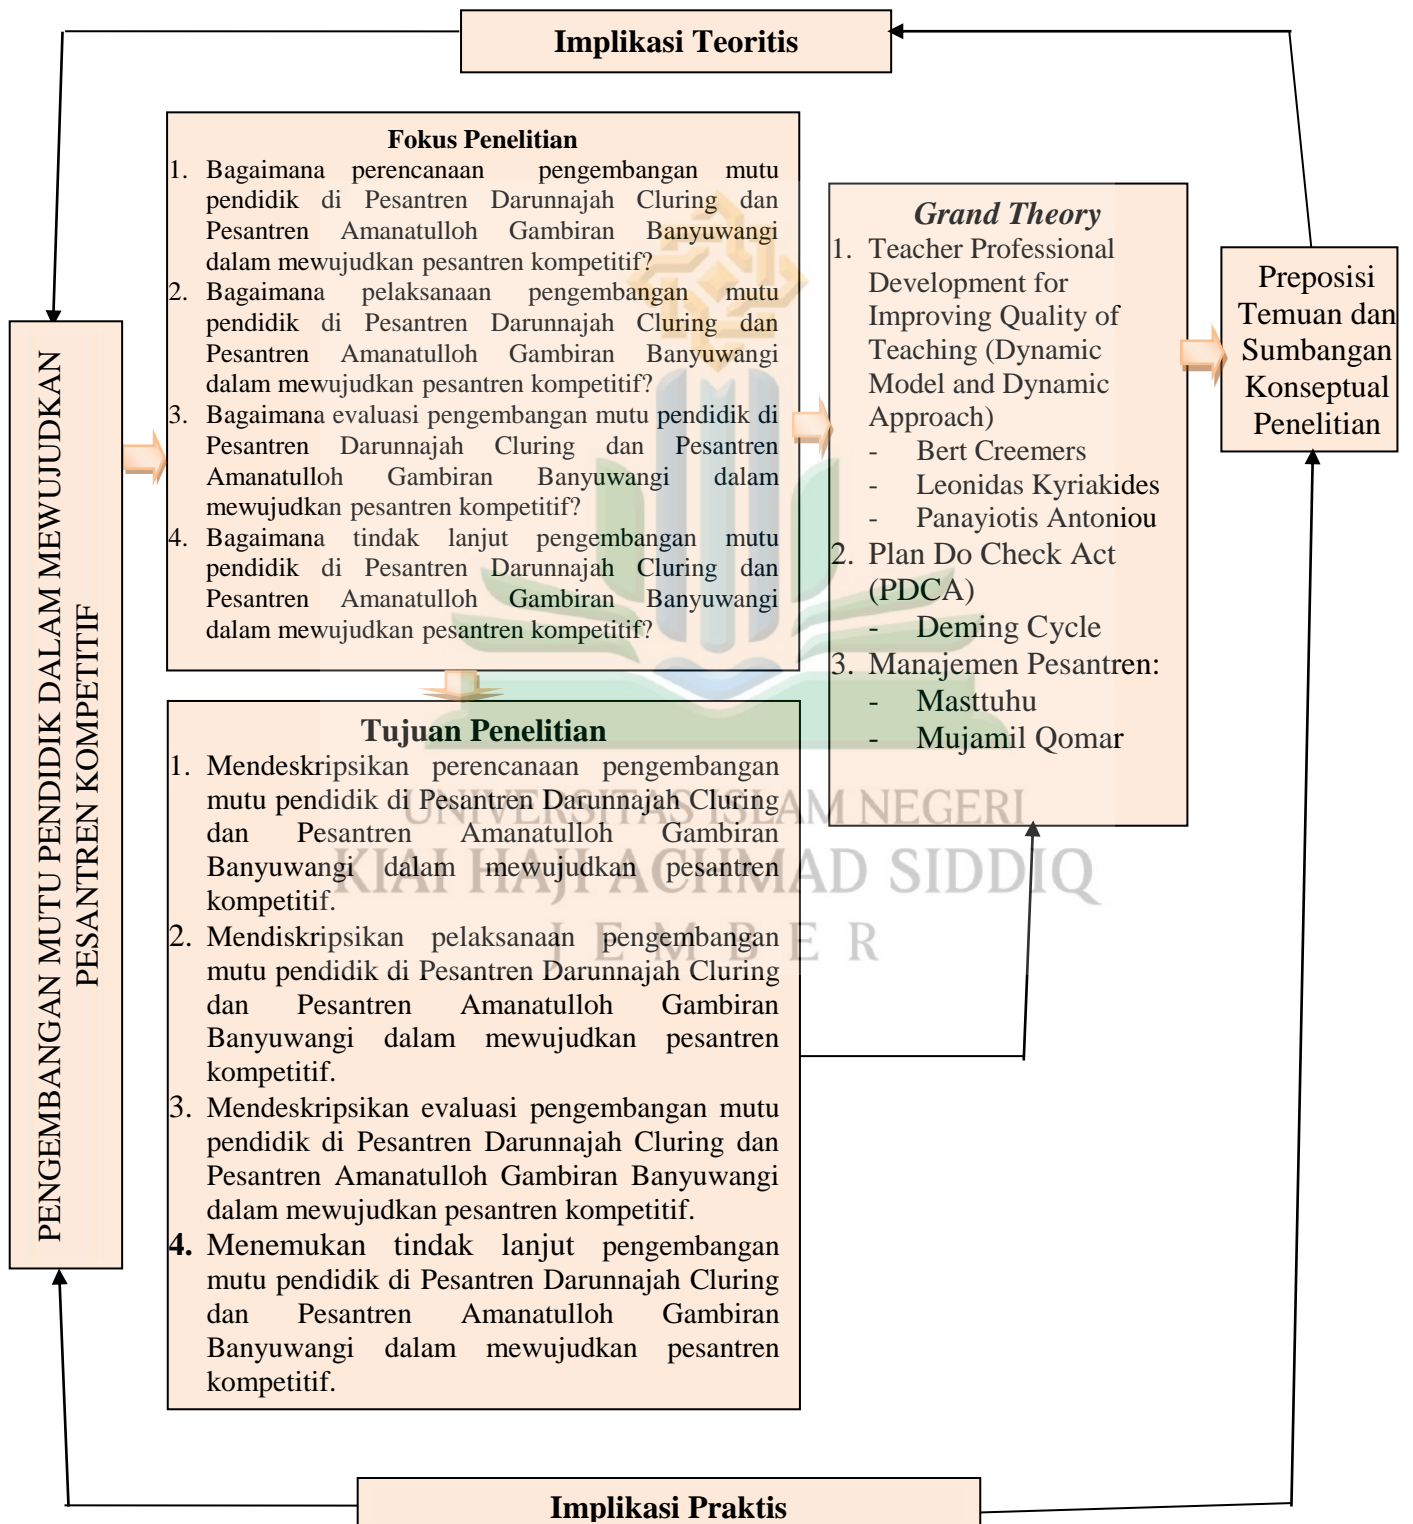 Implikasi Teoritis
PENGEMBANGAN MUTU PENDIDIK DALAM MEWUJUDKAN
PESANTREN KOMPETITIF
Fokus Penelitian
1. Bagaimana perencanaan pengembangan mutu
pendidik di Pesantren Darunnajah Cluring dan
Pesantren Amanatulloh Gambiran Banyuwangi
dalam mewujudkan pesantren kompetitif?
2. Bagaimana pelaksanaan pengembangan mutu
pendidik di Pesantren Darunnajah Cluring dan
Pesantren Amanatulloh Gambiran Banyuwangi
dalam mewujudkan pesantren kompetitif?
3. Bagaimana evaluasi pengembangan mutu pendidik di
Pesantren Darunnajah Cluring dan Pesantren
Amanatulloh Gambiran Banyuwangi dalam
mewujudkan pesantren kompetitif?
4. Bagaimana tindak lanjut pengembangan mutu
pendidik di Pesantren Darunnajah Cluring dan
Pesantren Amanatulloh Gambiran Banyuwangi
dalam mewujudkan pesantren kompetitif?
Tujuan Penelitian
1. Mendeskripsikan perencanaan pengembangan
mutu pendidik di Pesantren Darunnajah Cluring
dan Pesantren Amanatulloh Gambiran
Banyuwangi dalam mewujudkan pesantren
kompetitif.
2. Mendiskripsikan pelaksanaan pengembangan
mutu pendidik di Pesantren Darunnajah Cluring
dan Pesantren Amanatulloh Gambiran
Banyuwangi dalam mewujudkan pesantren
kompetitif.
3. Mendeskripsikan evaluasi pengembangan mutu
pendidik di Pesantren Darunnajah Cluring dan
Pesantren Amanatulloh Gambiran Banyuwangi
dalam mewujudkan pesantren kompetitif.
4. Menemukan tindak lanjut pengembangan
mutu pendidik di Pesantren Darunnajah Cluring
dan Pesantren Amanatulloh Gambiran
Banyuwangi dalam mewujudkan pesantren
kompetitif.
Grand Theory
1. Teacher Professional
Development for
Improving Quality of
Teaching (Dynamic
Model and Dynamic
Approach)
- Bert Creemers
- Leonidas Kyriakides
- Panayiotis Antoniou
2. Plan Do Check Act
(PDCA)
- Deming Cycle
3. Manajemen Pesantren:
- Masttuhu
- Mujamil Qomar
Preposisi
Temuan dan
Sumbangan
Konseptual
Penelitian
UNIVERSITAS ISLAM NEGERI
KIAI HAJI ACHMAD SIDDIQ
JEMBER
Implikasi Praktis